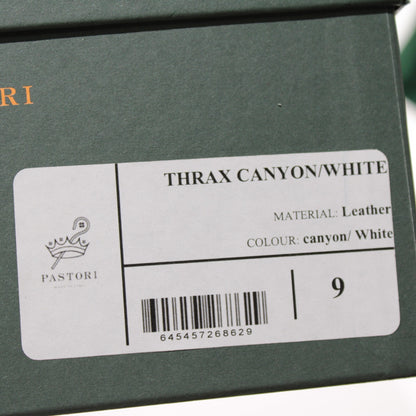 RI
THRAX CANYON/WHITE
MATERIAL: Leather
COLOUR: canyon/ White
PASTORI
9
645457268629